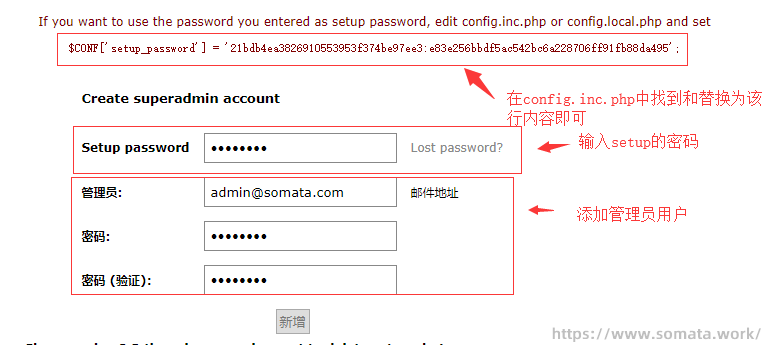 If you want to use the password you entered as setup password, edit config.inc.php or config.local.php and set
$CONF['setup_password'] = '21bdb4ea3826910553953f374be97ee3:e83e256bbdf5ac542bc6a228706ff91fb88da495';
Create superadmin account
在config.inc.php中找到和替换为该
行内容即可
Setup password •••••••• Lost password?
输入setup的密码
管理员: admin@somata.com 邮件地址
添加管理员用户
密码: ••••••••
密码 (验证): ••••••••
新增
https://www.somata.work/